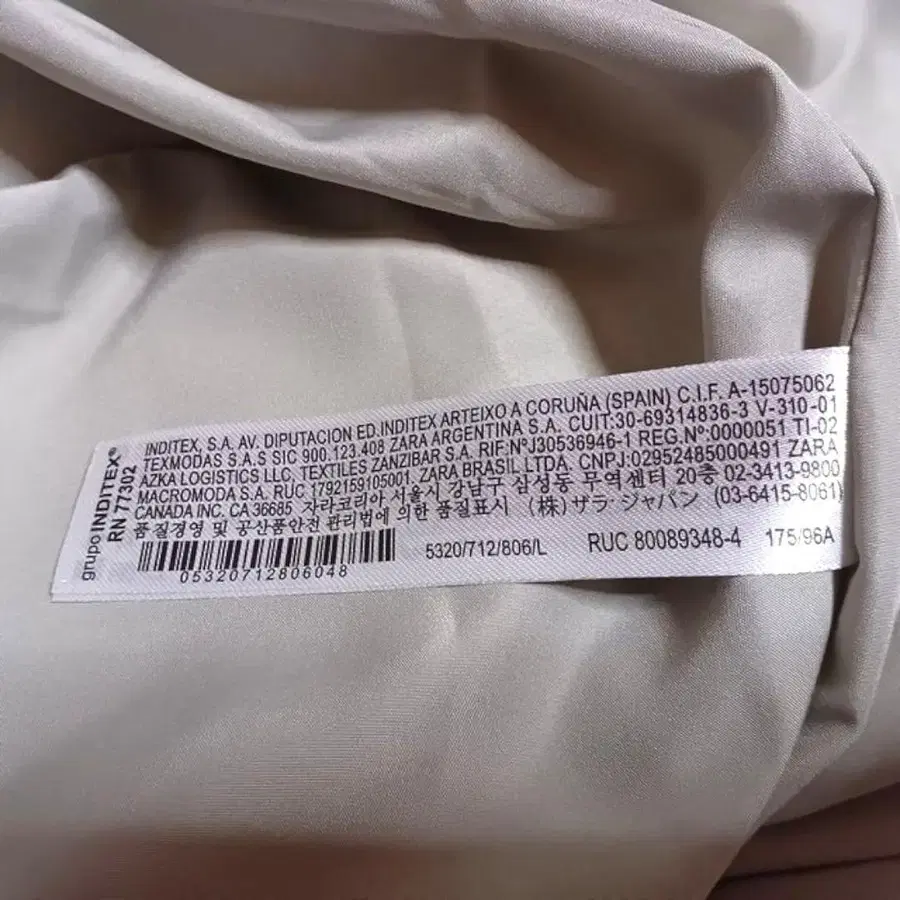 grupo INDITEX®
RN 77302
INDITEX, S.A. AV. DIPUTACION ED.INDITEX ARTEIXO A CORUÑA (SPAIN) C.I.F. A-15075062
TEXMODAS S.A.S SIC 900.123.408 ZARA ARGENTINA S.A. CUIT:30-69314836-3 V-310-01
AZKA LOGISTICS LLC, TEXTILES ZANZIBAR S.A. RIF:NºJ30536946-1 REG.Nº:0000051 TI-02
MACROMODA S.A. RUC 1792159105001, ZARA BRASIL LTDA. CNPJ:02952485000491 ZARA
CANADA INC. CA 36685 자라코리아 서울시 강남구 삼성동 무역센터 20층 02-3413-9800
품질경영 및 공산품안전 관리법에 의한 품질표시 (株)ザラ ジャパン (03-6415-8061)
05320712806048
5320/712/806/L RUC 80089348-4 175/96A